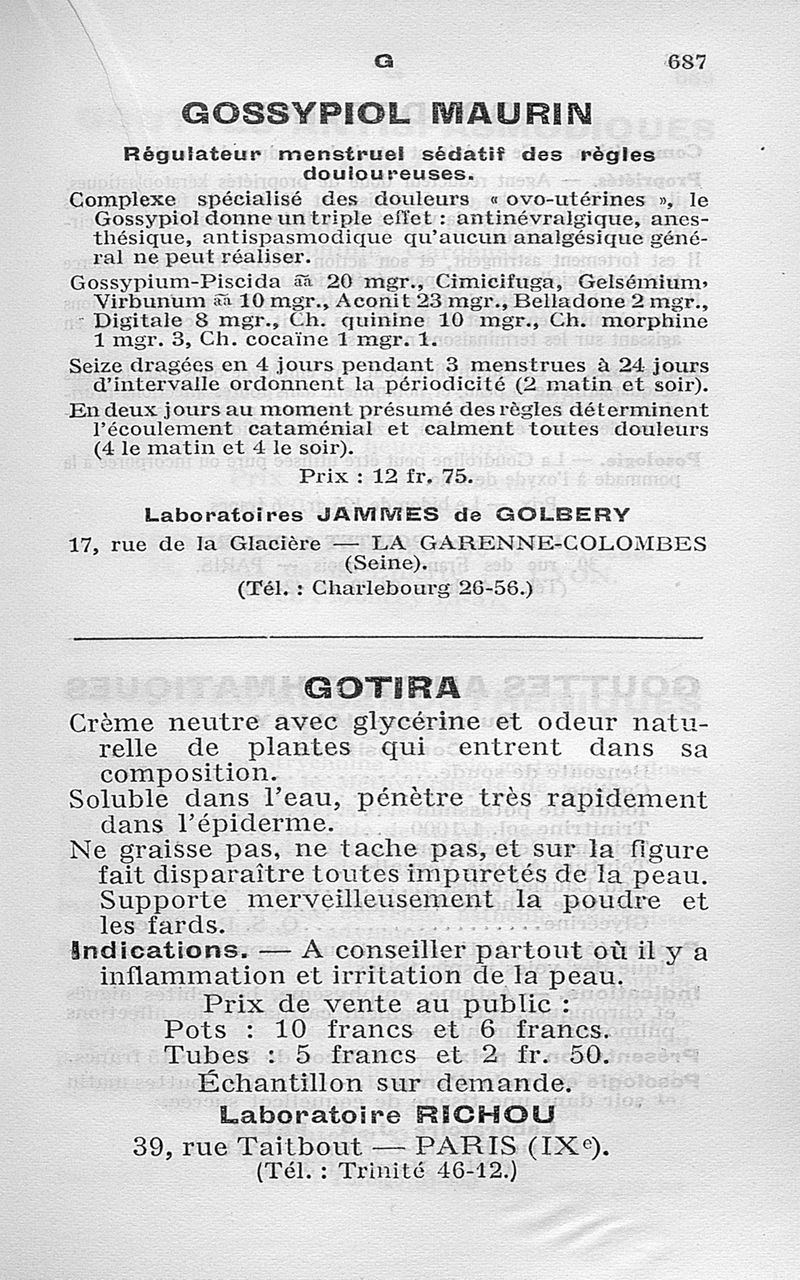 G 687
GOSSYPIOL MAURIN
Régulateur menstruel sédatif des règles
douloureuses.
Complexe spécialisé des douleurs « ovo-utérines », le
Gossypiol donne un triple effet : antinévralgique, anes-
thésique, antispasmodique qu'aucun analgésique géné-
ral ne peut réaliser.
Gossypium-Piscida āā 20 mgr., Cimicifuga, Gelsémium,
Virbunum āā 10 mgr., Aconit 23 mgr., Belladone 2 mgr.,
Digitale 8 mgr., Ch. quinine 10 mgr., Ch. morphine
1 mgr. 3, Ch. cocaïne 1 mgr. 1.
Seize dragées en 4 jours pendant 3 menstrues à 24 jours
d'intervalle ordonnent la périodicité (2 matin et soir).
En deux jours au moment présumé des règles déterminent
l'écoulement cataménial et calment toutes douleurs
(4 le matin et 4 le soir).
Prix : 12 fr. 75.
Laboratoires JAMMES de GOLBERY
17, rue de la Glacière — LA GARENNE-COLOMBES
(Seine).
(Tél. : Charlebourg 26-56.)
GOTIRA
Crème neutre avec glycérine et odeur natu-
relle de plantes qui entrent dans sa
composition.
Soluble dans l'eau, pénètre très rapidement
dans l'épiderme.
Ne graisse pas, ne tache pas, et sur la figure
fait disparaître toutes impuretés de la peau.
Supporte merveilleusement la poudre et
les fards.
Indications. — A conseiller partout où il y a
inflammation et irritation de la peau.
Prix de vente au public :
Pots : 10 francs et 6 francs.
Tubes : 5 francs et 2 fr. 50.
Échantillon sur demande.
Laboratoire RICHOU
39, rue Taitbout — PARIS (IXe).
(Tél. : Trinité 46-12.)